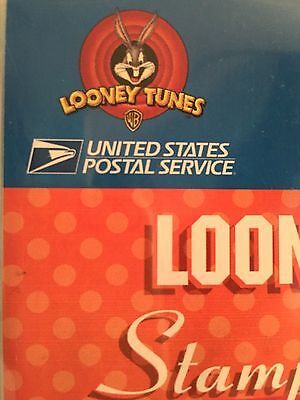 LOONEY TUNES
WB
UNITED STATES
POSTAL SERVICE
LOON
Stamp